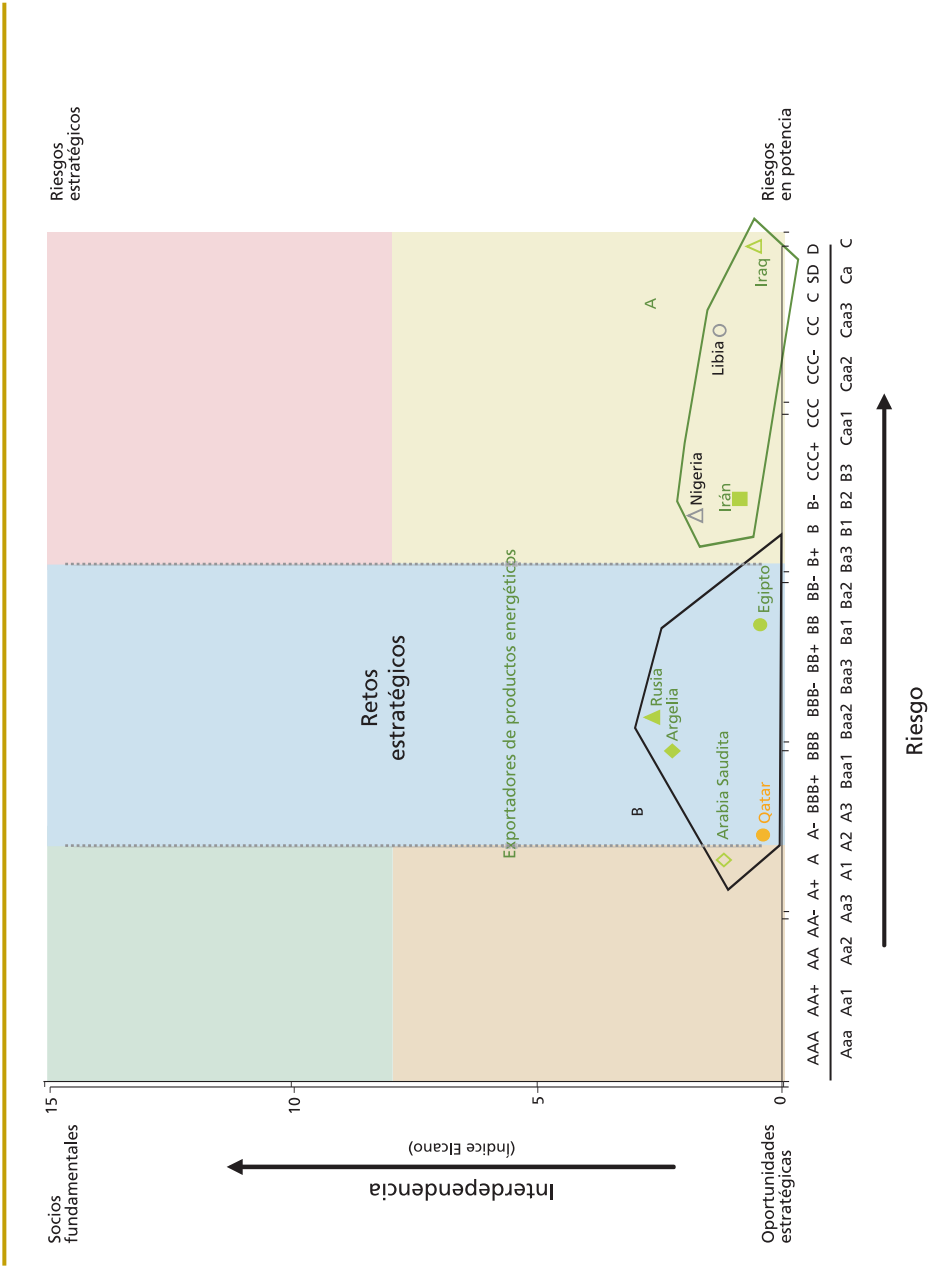 Socios
fundamentales
Riesgos
estratégicos
15
10
5
0
Interdependencia
(Índice Elcano)
Retos
estratégicos
Exportadores de productos energéticos
A
B
Rusia
Argelia
Arabia Saudita
Qatar
Egipto
Nigeria
Irán
Libia
Iraq
Oportunidades
estratégicas
Riesgos
en potencia
AAA AA+ AA AA- A+ A A- BBB+ BBB BBB- BB+ BB BB- B+ B B- CCC+ CCC CCC- CC C SD D
Aaa Aa1 Aa2 Aa3 A1 A2 A3 Baa1 Baa2 Baa3 Ba1 Ba2 Ba3 B1 B2 B3 Caa1 Caa2 Caa3 Ca C
Riesgo